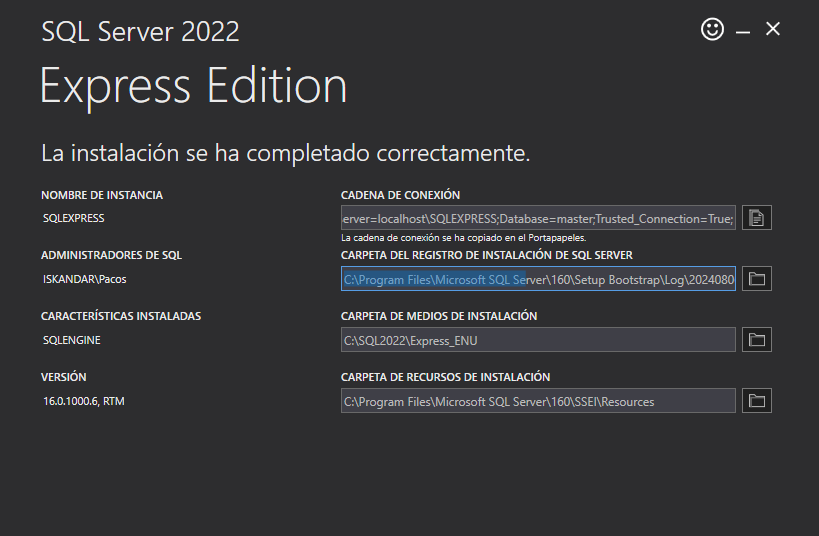 SQL Server 2022
Express Edition
La instalación se ha completado correctamente.
NOMBRE DE INSTANCIA
SQLEXPRESS
CADENA DE CONEXIÓN
erver=localhost\SQLEXPRESS;Database=master;Trusted_Connection=True;
La cadena de conexión se ha copiado en el Portapapeles.
ADMINISTRADORES DE SQL
ISKANDAR\Pacos
CARPETA DEL REGISTRO DE INSTALACIÓN DE SQL SERVER
C:\Program Files\Microsoft SQL Server\160\Setup Bootstrap\Log\2024080
CARACTERÍSTICAS INSTALADAS
SQLENGINE
CARPETA DE MEDIOS DE INSTALACIÓN
C:\SQL2022\Express_ENU
VERSIÓN
16.0.1000.6, RTM
CARPETA DE RECURSOS DE INSTALACIÓN
C:\Program Files\Microsoft SQL Server\160\SSEI\Resources